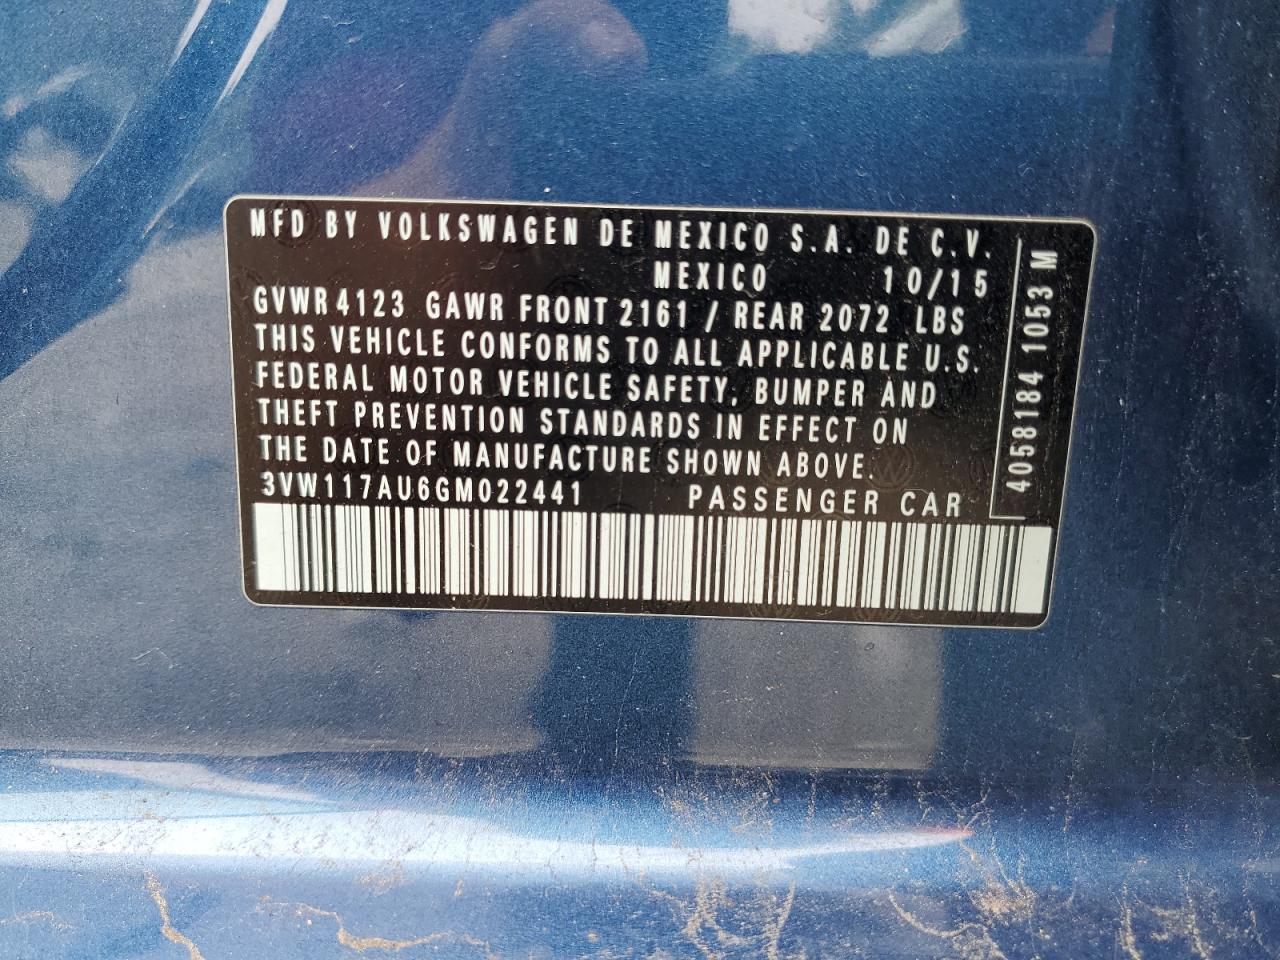 MFD BY VOLKSWAGEN DE MEXICO S.A. DE C.V.
MEXICO 10/15
GVWR 4123 GAWR FRONT 2161 / REAR 2072 LBS
THIS VEHICLE CONFORMS TO ALL APPLICABLE U.S.
FEDERAL MOTOR VEHICLE SAFETY, BUMPER AND
THEFT PREVENTION STANDARDS IN EFFECT ON
THE DATE OF MANUFACTURE SHOWN ABOVE.
3VW117AU6GM022441 PASSENGER CAR
4058184 1053 M